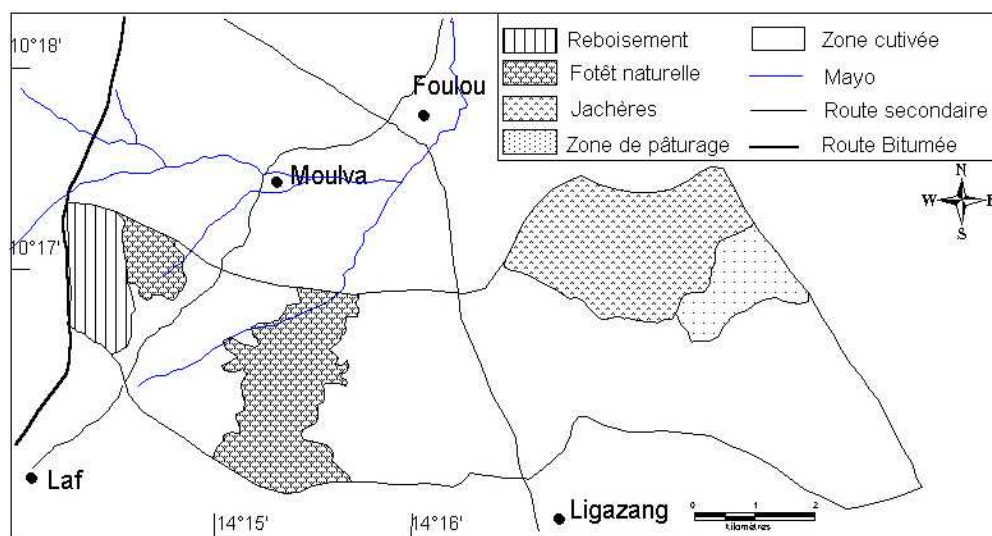 10°18'
Foulou
Moulva
10°17'
Laf
14°15'
14°16'
Ligazang
Reboisement
Fotêt naturelle
Jachères
Zone de pâturage
Zone cutivée
Mayo
Route secondaire
Route Bitumée
N
W E
S
0 1 2
kilomètres